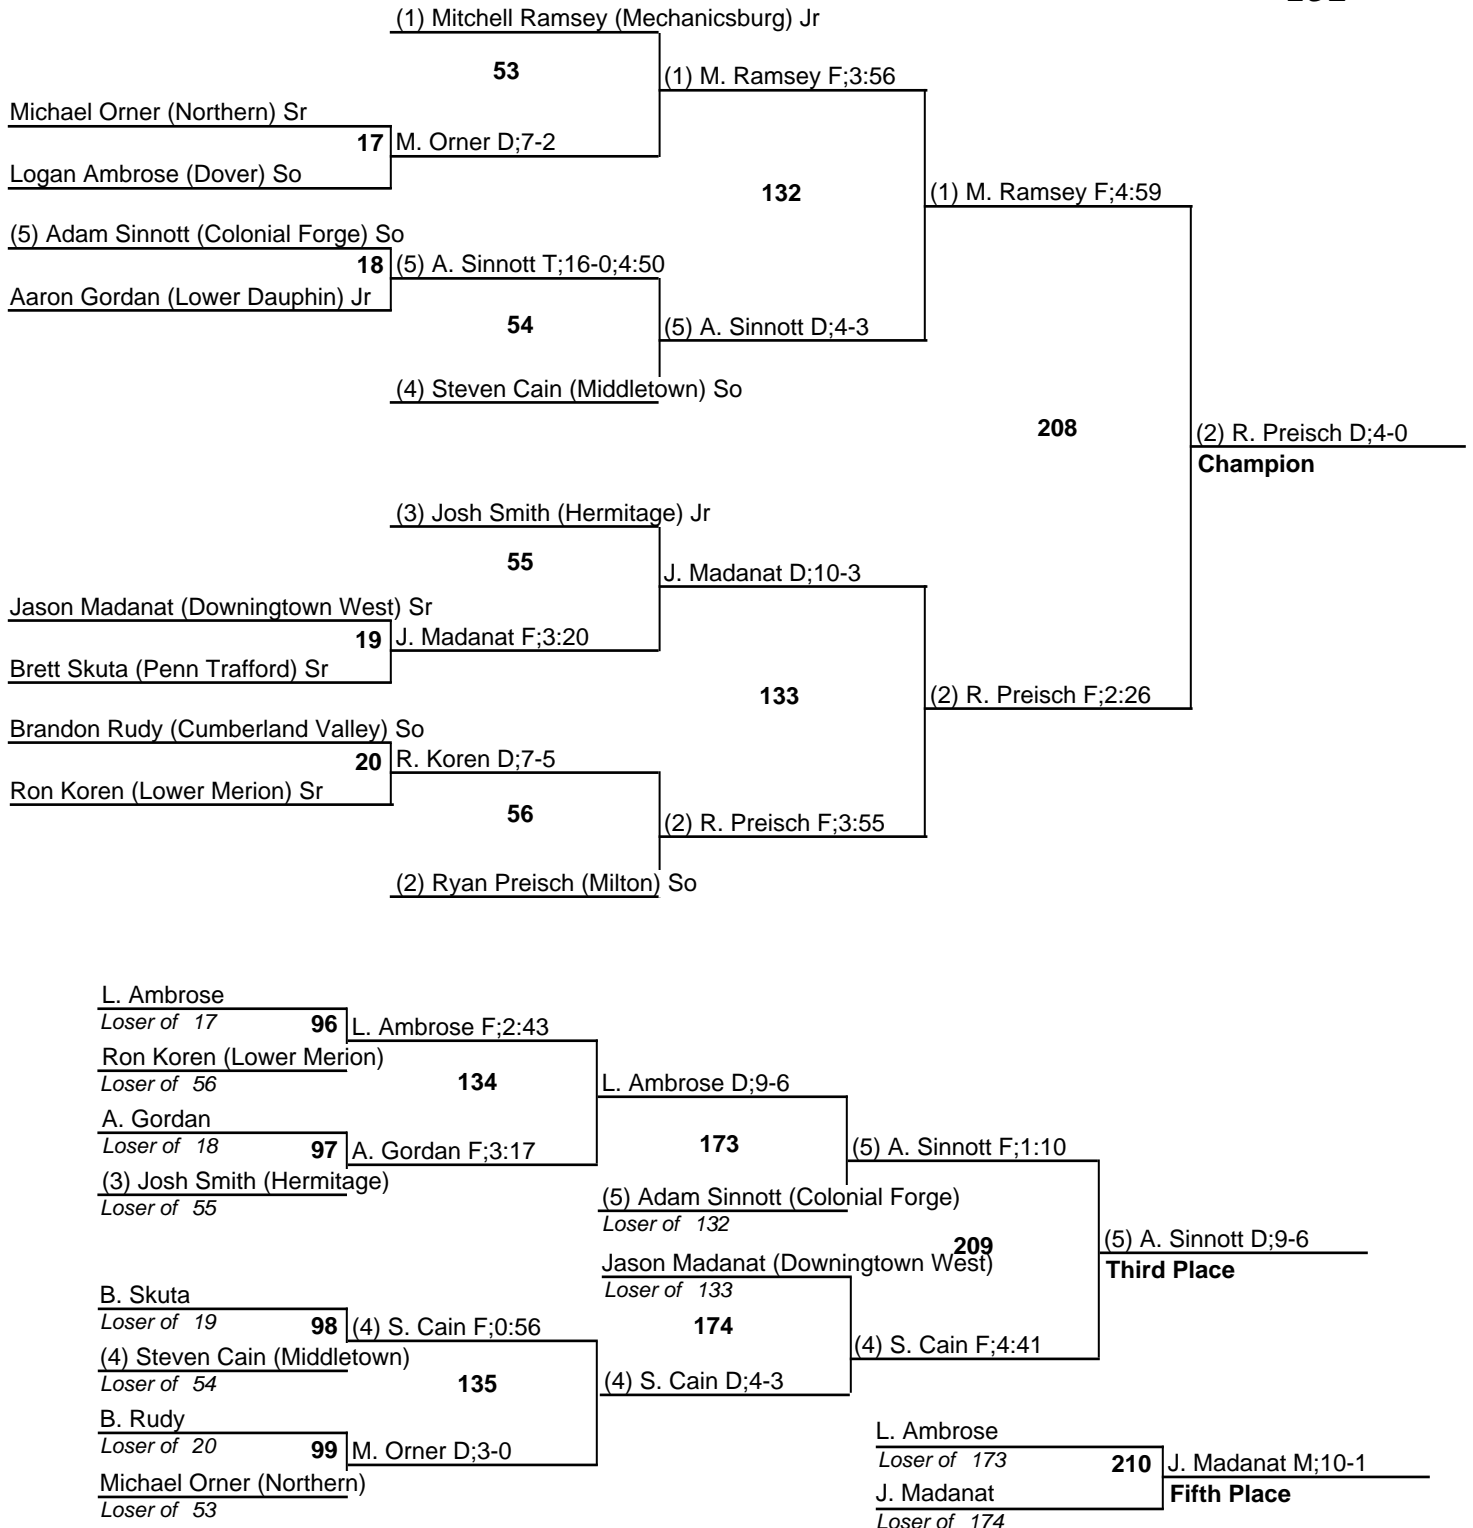 (1) Mitchell Ramsey (Mechanicsburg) Jr
53
(1) M. Ramsey F;3:56
Michael Orner (Northern) Sr
17 M. Orner D;7-2
Logan Ambrose (Dover) So
132
(1) M. Ramsey F;4:59
(5) Adam Sinnott (Colonial Forge) So
18 (5) A. Sinnott T;16-0;4:50
Aaron Gordan (Lower Dauphin) Jr
54
(5) A. Sinnott D;4-3
(4) Steven Cain (Middletown) So
208
(2) R. Preisch D;4-0
Champion
(3) Josh Smith (Hermitage) Jr
55
J. Madanat D;10-3
Jason Madanat (Downingtown West) Sr
19 J. Madanat F;3:20
Brett Skuta (Penn Trafford) Sr
133
(2) R. Preisch F;2:26
Brandon Rudy (Cumberland Valley) So
20 R. Koren D;7-5
Ron Koren (Lower Merion) Sr
56
(2) R. Preisch F;3:55
(2) Ryan Preisch (Milton) So
L. Ambrose
Loser of 17
96 L. Ambrose F;2:43
Ron Koren (Lower Merion)
Loser of 56
134
L. Ambrose D;9-6
A. Gordan
Loser of 18
97 A. Gordan F;3:17
(3) Josh Smith (Hermitage)
Loser of 55
173
(5) A. Sinnott F;1:10
(5) Adam Sinnott (Colonial Forge)
Loser of 132
209
(5) A. Sinnott D;9-6
Third Place
Jason Madanat (Downingtown West)
Loser of 133
B. Skuta
Loser of 19
98 (4) S. Cain F;0:56
174
(4) S. Cain F;4:41
(4) Steven Cain (Middletown)
Loser of 54
135
(4) S. Cain D;4-3
B. Rudy
Loser of 20
99 M. Orner D;3-0
Michael Orner (Northern)
Loser of 53
L. Ambrose
Loser of 173
210 J. Madanat M;10-1
Fifth Place
J. Madanat
Loser of 174